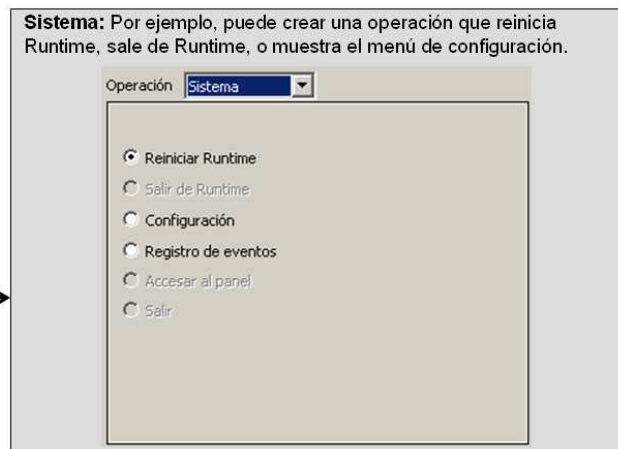 Sistema: Por ejemplo, puede crear una operación que reinicia
Runtime, sale de Runtime, o muestra el menú de configuración.
Operación Sistema
Reiniciar Runtime
Salir de Runtime
Configuración
Registro de eventos
Accesar al panel
Salir